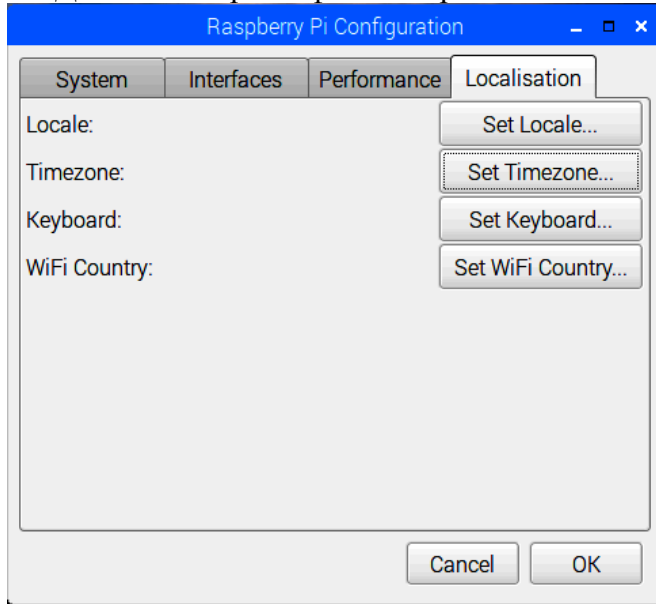 Raspberry Pi Configuration
System Interfaces Performance Localisation
Locale: Set Locale...
Timezone: Set Timezone...
Keyboard: Set Keyboard...
WiFi Country: Set WiFi Country...
Cancel OK